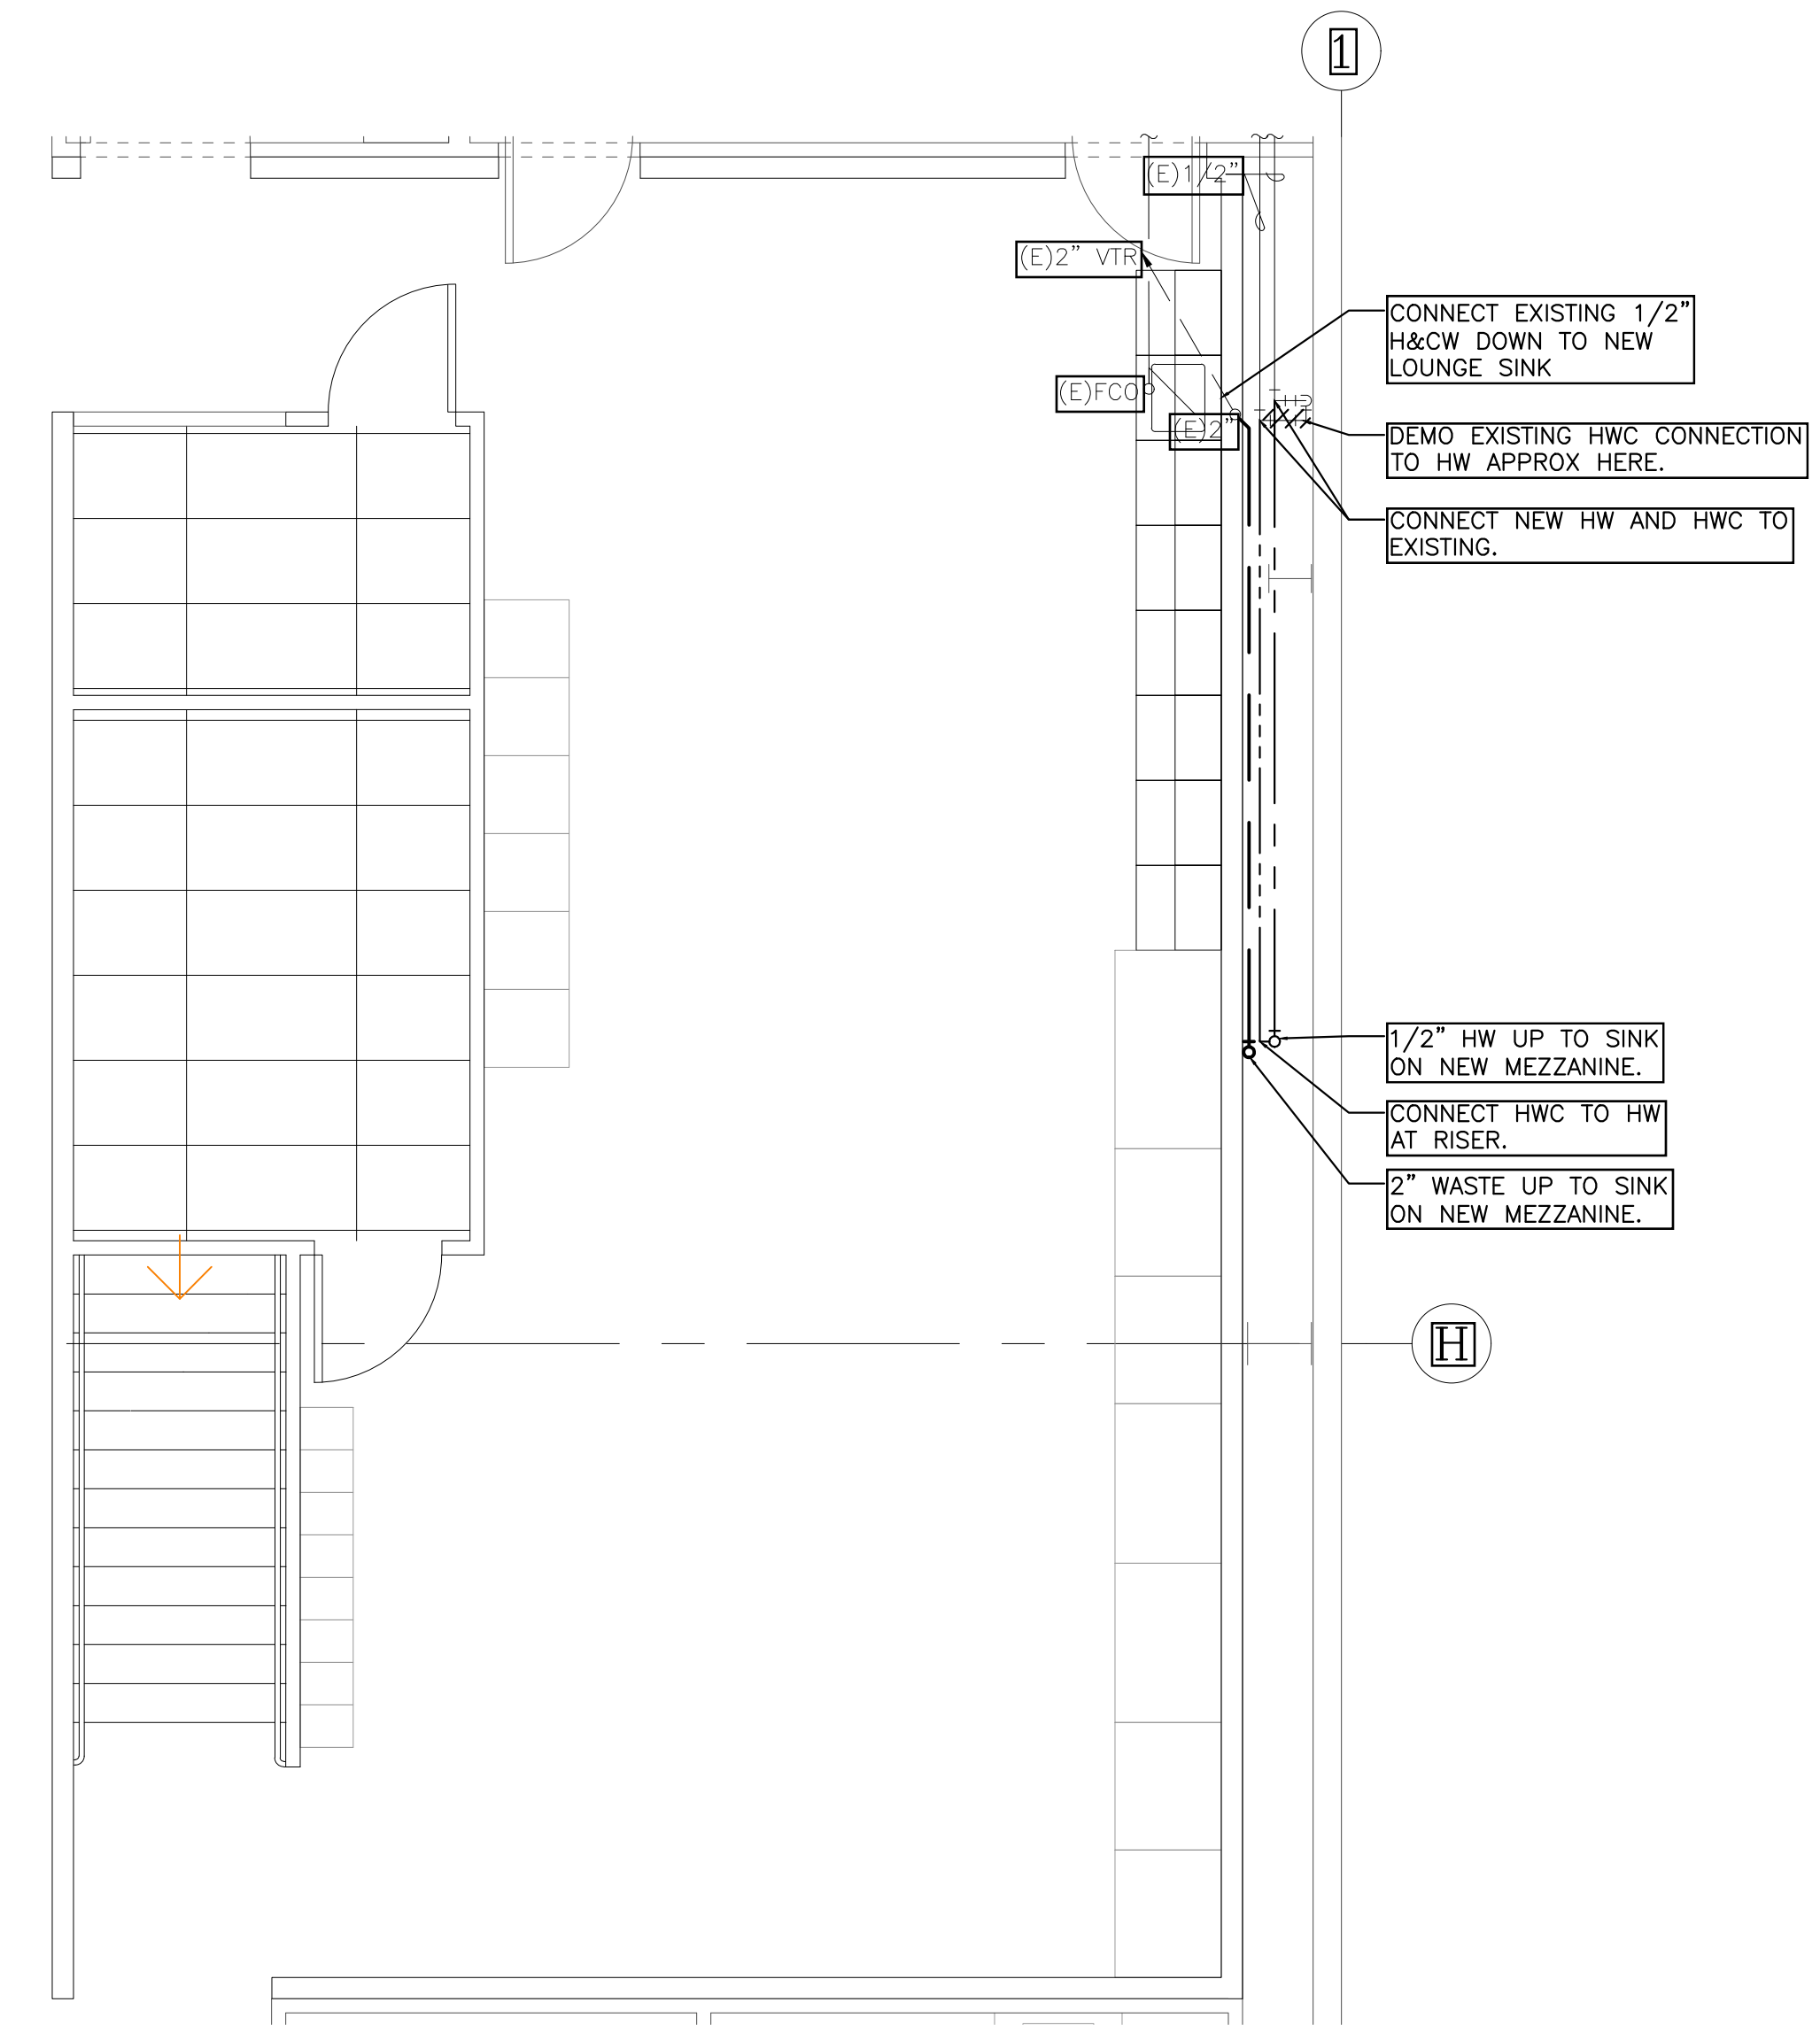 1
(E)1/2"
(E)2" VTR
CONNECT EXISTING 1/2"
H&CW DOWN TO NEW
LOUNGE SINK
(E)FCO
(E)2"
DEMO EXISTING HWC CONNECTION
TO HW APPROX HERE.
CONNECT NEW HW AND HWC TO
EXISTING.
1/2" HW UP TO SINK
ON NEW MEZZANINE.
CONNECT HWC TO HW
AT RISER.
2" WASTE UP TO SINK
ON NEW MEZZANINE.
H